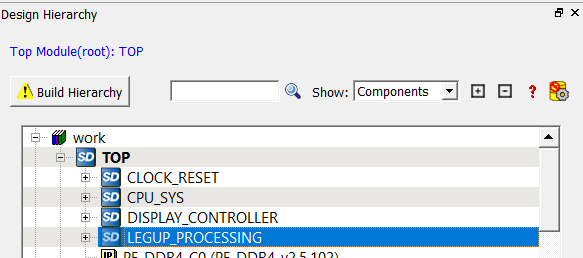 Design Hierarchy
Top Module(root): TOP
Build Hierarchy
Show: Components
work
SD TOP
SD CLOCK_RESET
SD CPU_SYS
SD DISPLAY_CONTROLLER
SD LEGUP_PROCESSING
IP PF_DDR4_C0 (PF_DDR4_v2.5.102)